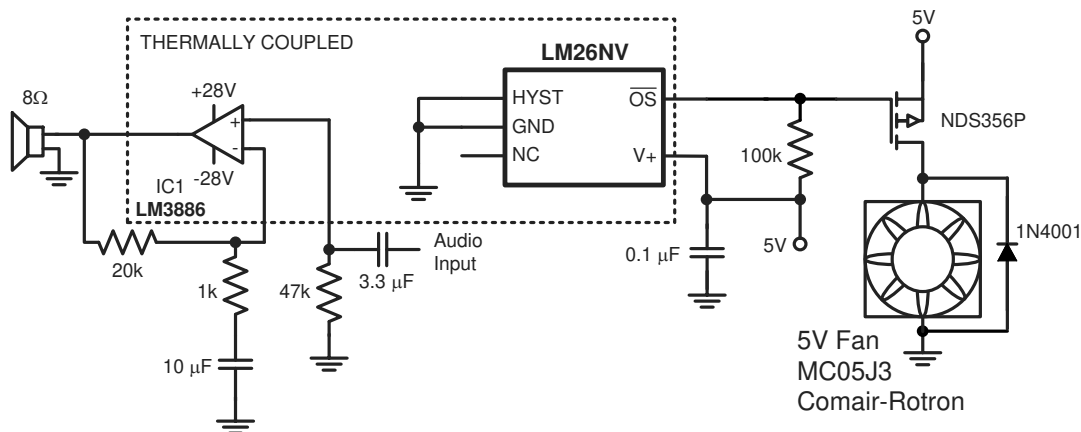 5V
THERMALLY COUPLED
LM26NV
8Ω
+28V
HYST
OS
NDS356P
+
GND
-
NC
V+
100k
-28V
IC1
LM3886
1N4001
Audio
Input
5V
0.1 μF
20k
3.3 μF
1k
47k
10 μF
5V Fan
MC05J3
Comair-Rotron